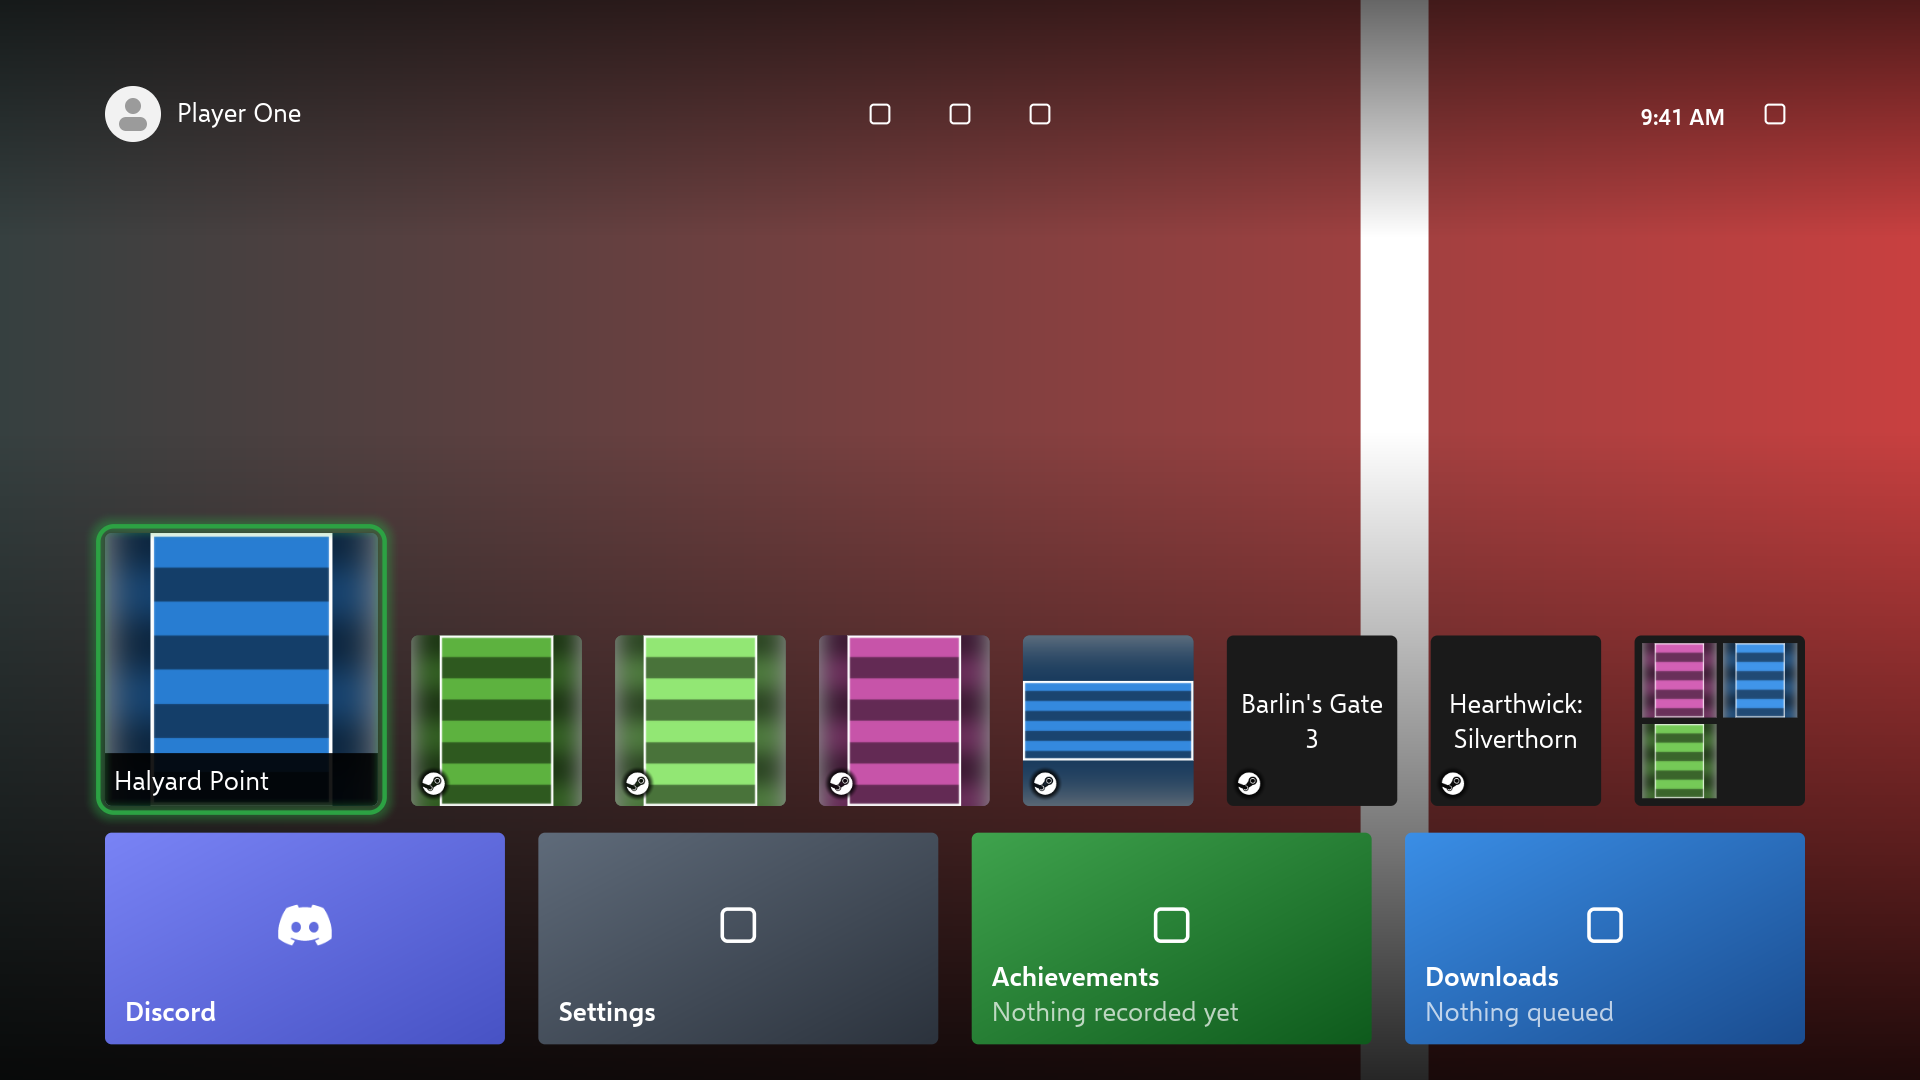 Player One
9:41 AM
Halyard Point
Barlin's Gate
3
Hearthwick:
Silverthorn
Discord
Settings
Achievements
Nothing recorded yet
Downloads
Nothing queued